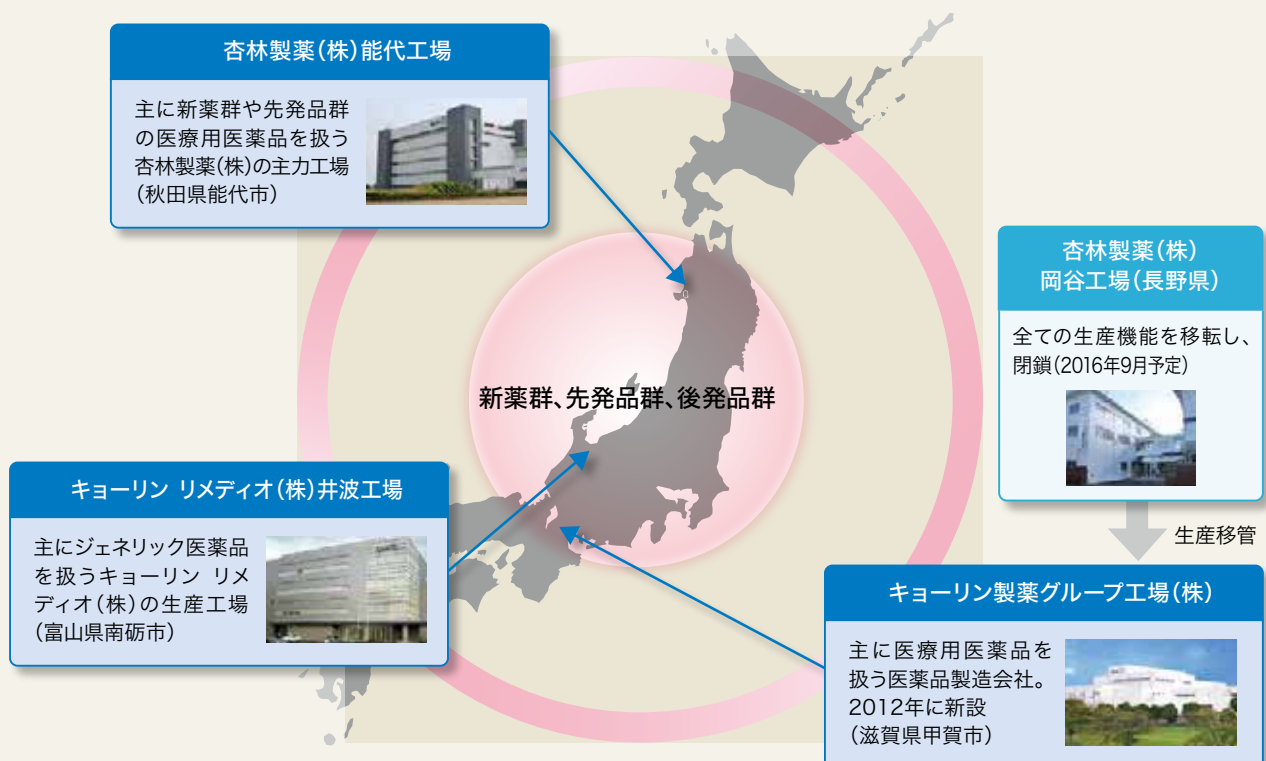 杏林製薬(株)能代工場
主に新薬群や先発品群
の医療用医薬品を扱う
杏林製薬(株)の主力工場
(秋田県能代市)
杏林製薬(株)
岡谷工場(長野県)
全ての生産機能を移転し、
閉鎖(2016年9月予定)
新薬群、先発品群、後発品群
キョーリン リメディオ(株)井波工場
主にジェネリック医薬品
を扱うキョーリン リメ
ディオ(株)の生産工場
(富山県南砺市)
生産移管
キョーリン製薬グループ工場(株)
主に医療用医薬品を
扱う医薬品製造会社。
2012年に新設
(滋賀県甲賀市)